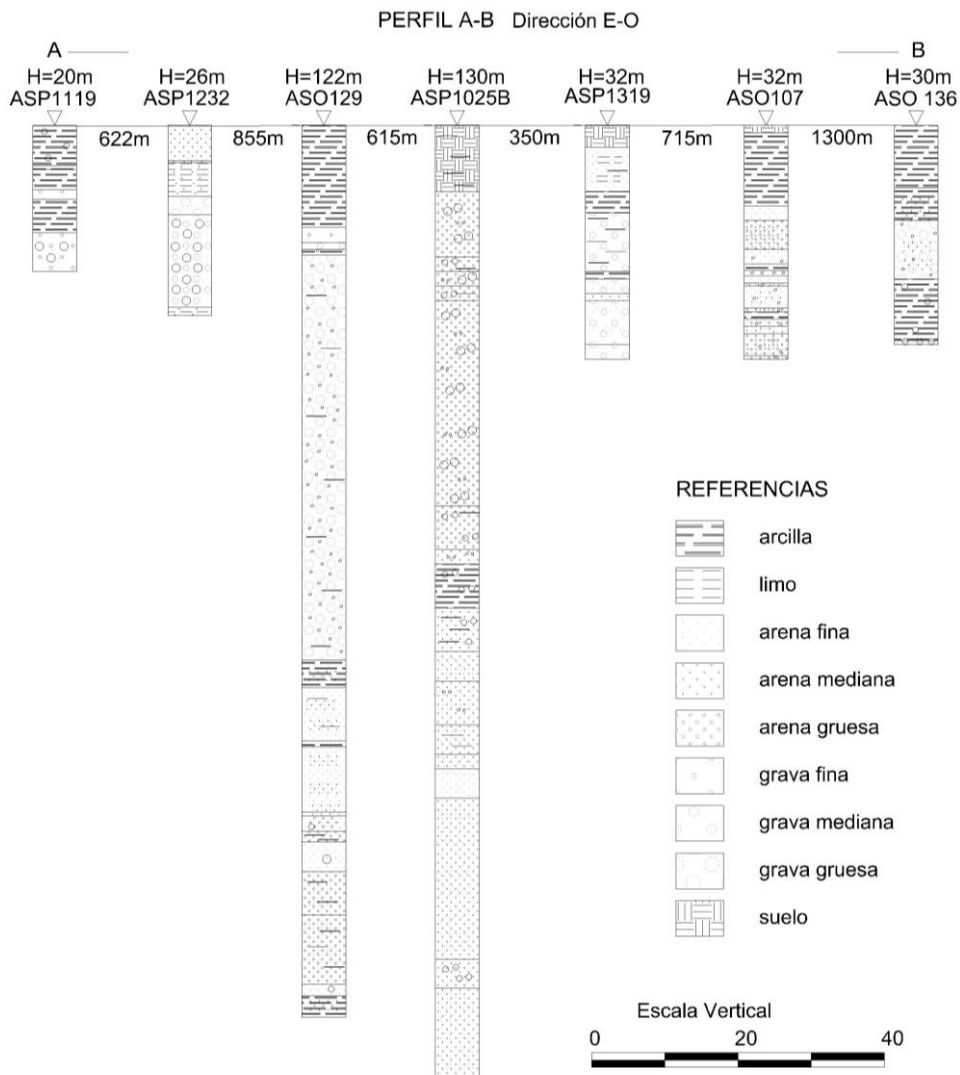 PERFIL A-B Dirección E-O
A B
H=20m H=26m H=122m H=130m H=32m H=32m H=30m
ASP1119 ASP1232 ASO129 ASP1025B ASP1319 ASO107 ASO 136
622m 855m 615m 350m 715m 1300m
REFERENCIAS
arcilla
limo
arena fina
arena mediana
arena gruesa
grava fina
grava mediana
grava gruesa
suelo
Escala Vertical
0 20 40